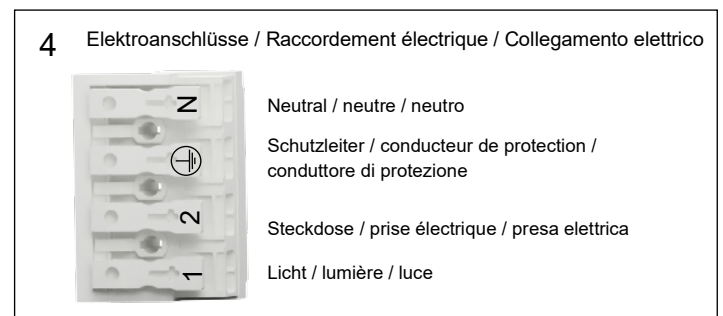 4 Elektroanschlüsse / Raccordement électrique / Collegamento elettrico
N
Neutral / neutre / neutro
Schutzleiter / conducteur de protection /
conduttore di protezione
2
Steckdose / prise électrique / presa elettrica
1
Licht / lumière / luce